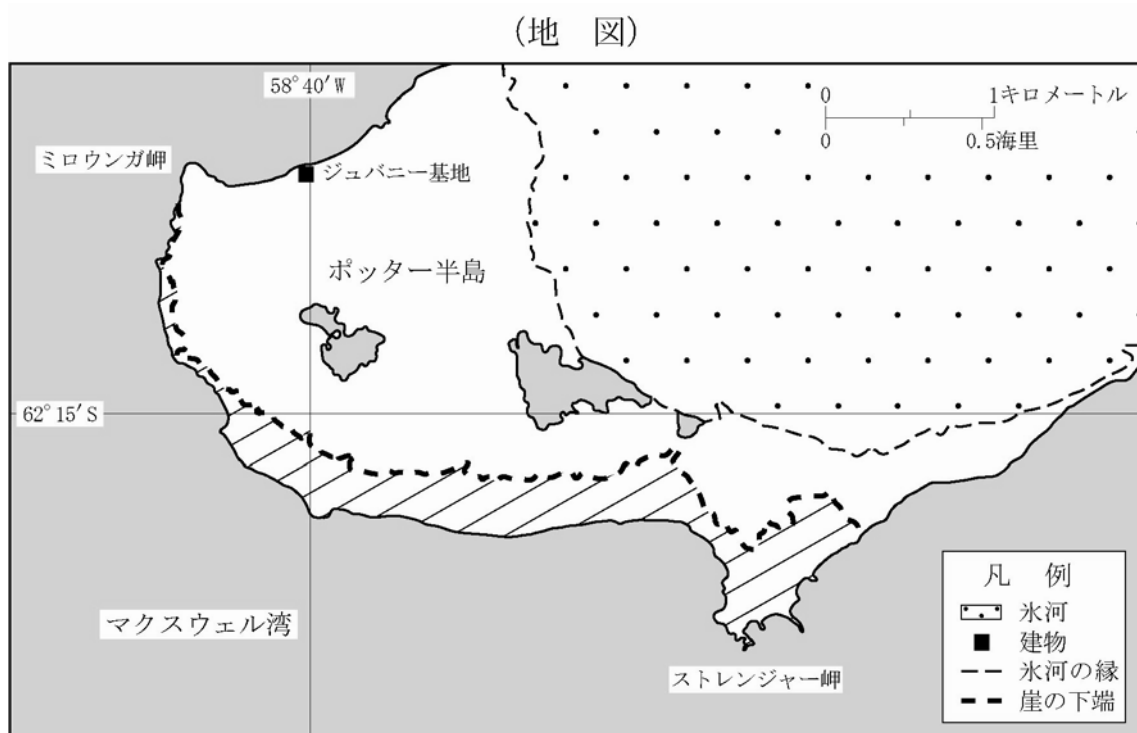 (地 図)
58°40′W
0 1キロメートル
0 0.5海里
ミロウンガ岬
ジュバニー基地
ポッター半島
62°15′S
マクスウェル湾
ストレンジャー岬
凡 例
氷河
建物
氷河の縁
崖の下端